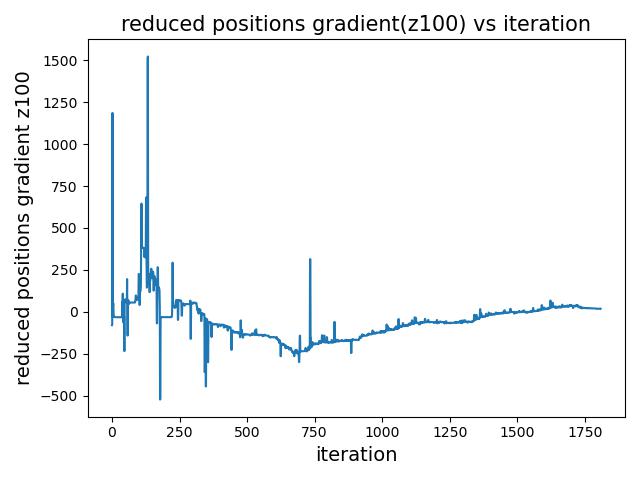 reduced positions gradient(z100) vs iteration
reduced positions gradient z100
1500
1250
1000
750
500
250
0
−250
−500
0 250 500 750 1000 1250 1500 1750
iteration